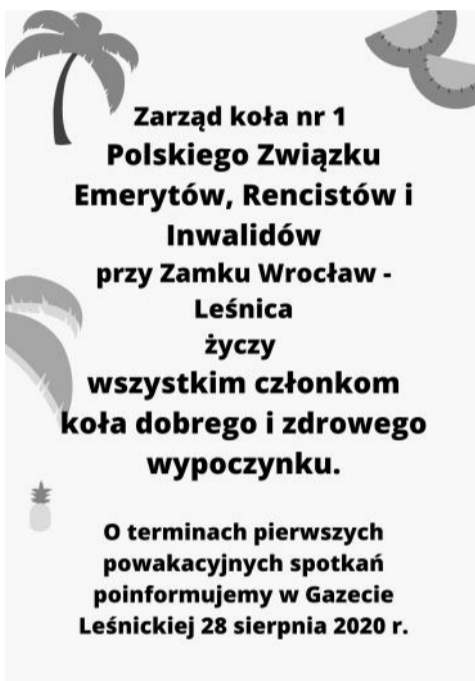 Zarząd koła nr 1
Polskiego Związku
Emerytów, Rencistów i
Inwalidów
przy Zamku Wrocław -
Leśnica
życzy
wszystkim członkom
koła dobrego i zdrowego
wypoczynku.
O terminach pierwszych
powakacyjnych spotkań
poinformujemy w Gazecie
Leśnickiej 28 sierpnia 2020 r.